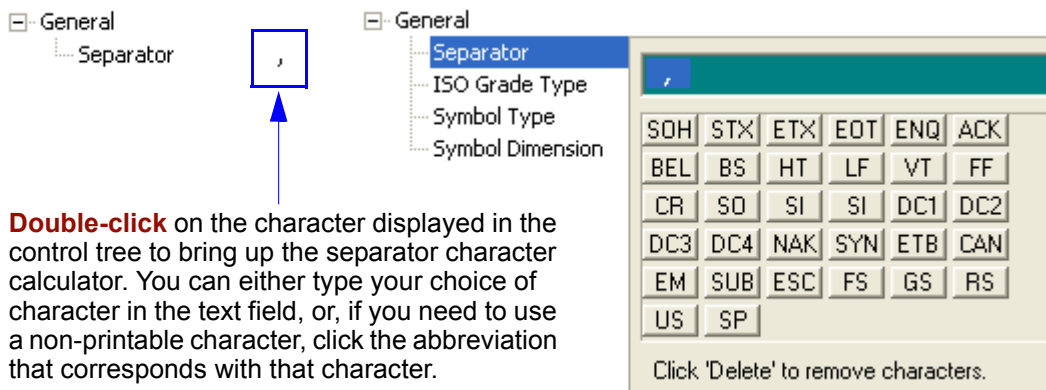 General
Separator ,
Double-click on the character displayed in the
control tree to bring up the separator character
calculator. You can either type your choice of
character in the text field, or, if you need to use
a non-printable character, click the abbreviation
that corresponds with that character.
General
Separator
ISO Grade Type
Symbol Type
Symbol Dimension
,
SOH STX ETX EOT ENQ ACK
BEL BS HT LF VT FF
CR SO SI SI DC1 DC2
DC3 DC4 NAK SYN ETB CAN
EM SUB ESC FS GS RS
US SP
Click 'Delete' to remove characters.